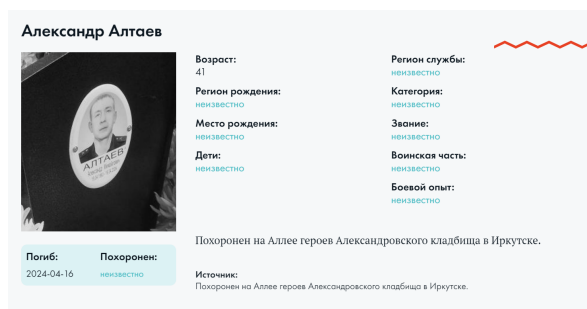 Александр Алтаев
АЛТАЕВ
Возраст:
41
Регион рождения:
неизвестно
Место рождения:
неизвестно
Дети:
неизвестно
Регион службы:
неизвестно
Категория:
неизвестно
Звание:
неизвестно
Воинская часть:
неизвестно
Боевой опыт:
неизвестно
Погиб:
2024-04-16
Похоронен:
неизвестно
Похоронен на Аллее героев Александровского кладбища в Иркутске.
Источник:
Похоронен на Аллее героев Александровского кладбища в Иркутске.